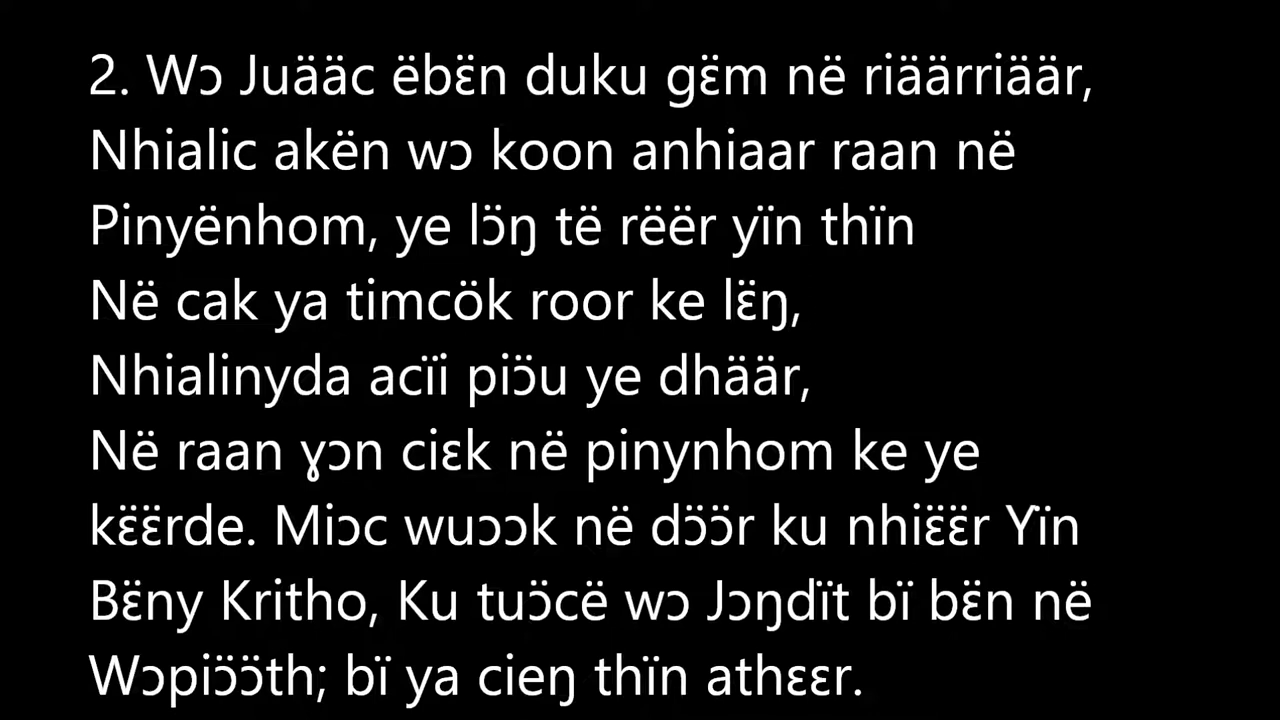 2. Wɔ Juääc ëbɛ̈n duku gɛ̈m në riäärriäär,
Nhialic akën wɔ koon anhiaar raan në
Pinyënhom, ye lɔ̈ŋ të rëër yïn thïn
Në cak ya timcök roor ke lɛ̈ŋ,
Nhialinyda acïï piɔ̈u ye dhäär,
Në raan ɣɔn ciɛk në pinynhom ke ye
kɛ̈ɛ̈rde. Miɔc wuɔɔk në dɔ̈ɔ̈r ku nhiɛ̈ɛ̈r Yïn
Bɛ̈ny Kritho, Ku tuɔ̈cë wɔ Jɔŋdït bï bɛ̈n në
Wɔpiɔ̈ɔ̈th; bï ya cieŋ thïn athɛɛr.